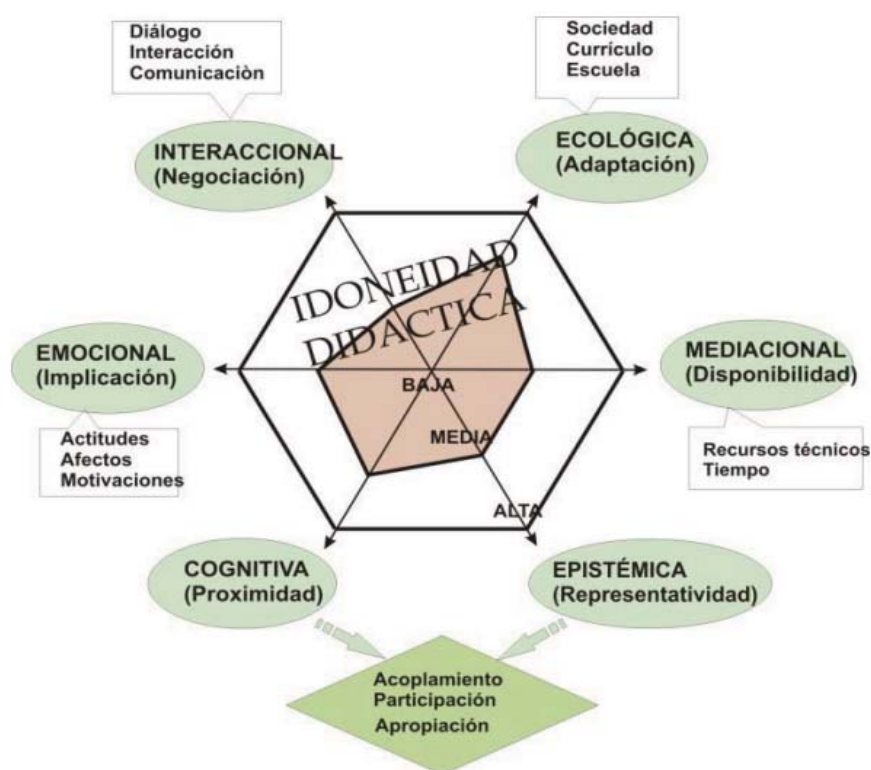 Diálogo
Interacción
Comunicaciòn
Sociedad
Currículo
Escuela
INTERACCIONAL
(Negociación)
ECOLÓGICA
(Adaptación)
IDONEIDAD
DIDACTICA
EMOCIONAL
(Implicación)
MEDIACIONAL
(Disponibilidad)
BAJA
MEDIA
ALTA
Actitudes
Afectos
Motivaciones
Recursos técnicos
Tiempo
COGNITIVA
(Proximidad)
EPISTÉMICA
(Representatividad)
Acoplamiento
Participación
Apropiación